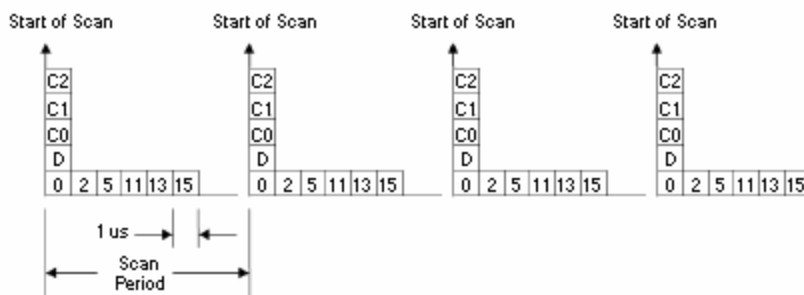 Start of Scan Start of Scan Start of Scan Start of Scan
C2 C2 C2 C2
C1 C1 C1 C1
C0 C0 C0 C0
D D D D
0 2 5 11 13 15 0 2 5 11 13 15 0 2 5 11 13 15 0 2 5 11 13 15
1 us
Scan
Period